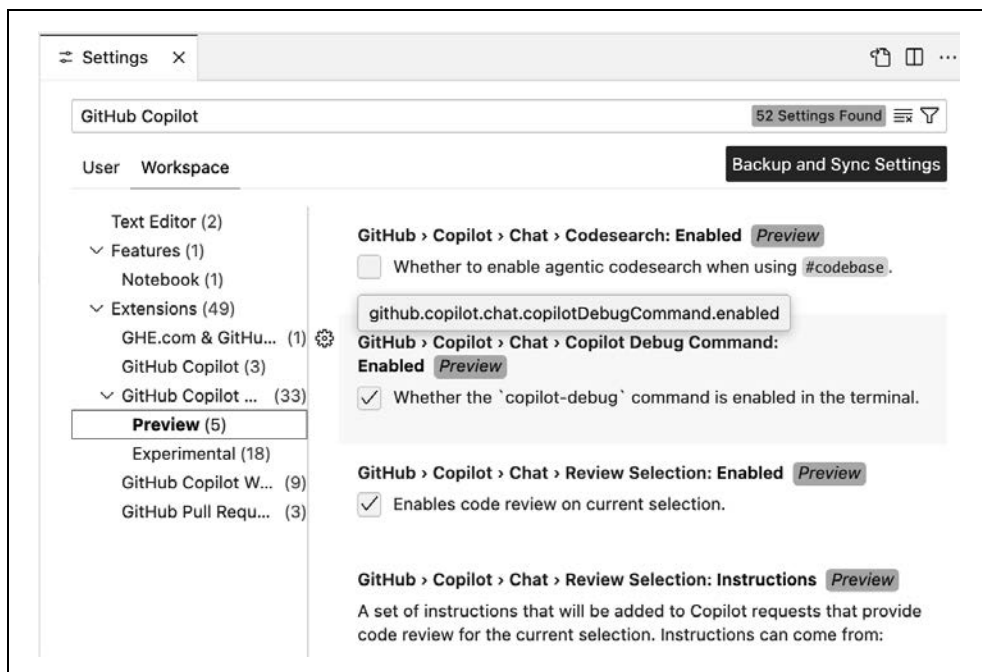 Settings
GitHub Copilot
52 Settings Found
User Workspace
Backup and Sync Settings
Text Editor (2)
Features (1)
Notebook (1)
Extensions (49)
GHE.com & GitHu... (1)
GitHub Copilot (3)
GitHub Copilot ... (33)
Preview (5)
Experimental (18)
GitHub Copilot W... (9)
GitHub Pull Requ... (3)
GitHub › Copilot › Chat › Codesearch: Enabled Preview
Whether to enable agentic codesearch when using #codebase.
github.copilot.chat.copilotDebugCommand.enabled
GitHub › Copilot › Chat › Copilot Debug Command:
Enabled Preview
Whether the `copilot-debug` command is enabled in the terminal.
GitHub › Copilot › Chat › Review Selection: Enabled Preview
Enables code review on current selection.
GitHub › Copilot › Chat › Review Selection: Instructions Preview
A set of instructions that will be added to Copilot requests that provide
code review for the current selection. Instructions can come from: